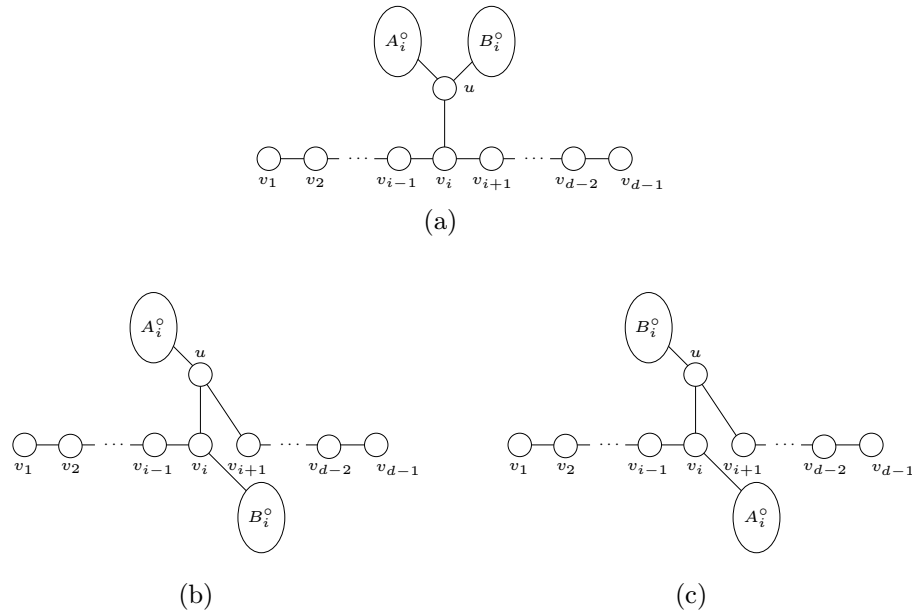 A_i^∘ B_i^∘
u
⋯ ⋯
v_1 v_2 v_{i−1} v_i v_{i+1} v_{d−2} v_{d−1}
(a)
A_i^∘
u
⋯ ⋯
v_1 v_2 v_{i−1} v_i v_{i+1} v_{d−2} v_{d−1}
B_i^∘
(b)
B_i^∘
u
⋯ ⋯
v_1 v_2 v_{i−1} v_i v_{i+1} v_{d−2} v_{d−1}
A_i^∘
(c)